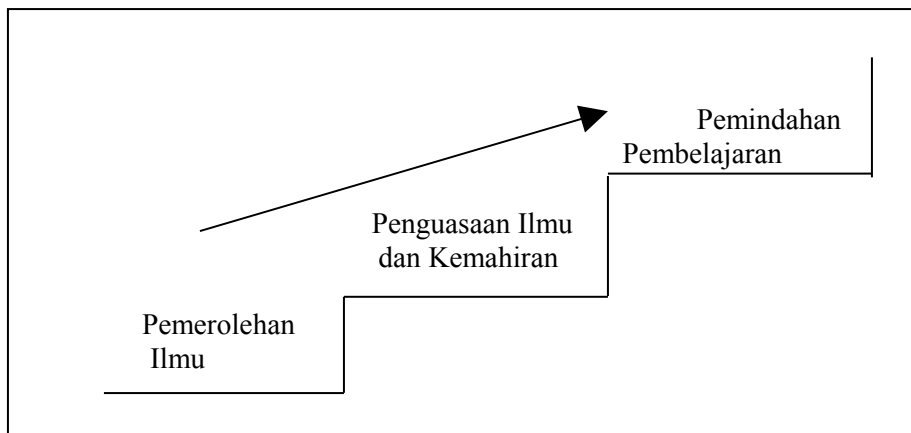 Pemindahan
Pembelajaran
Penguasaan Ilmu
dan Kemahiran
Pemerolehan
Ilmu